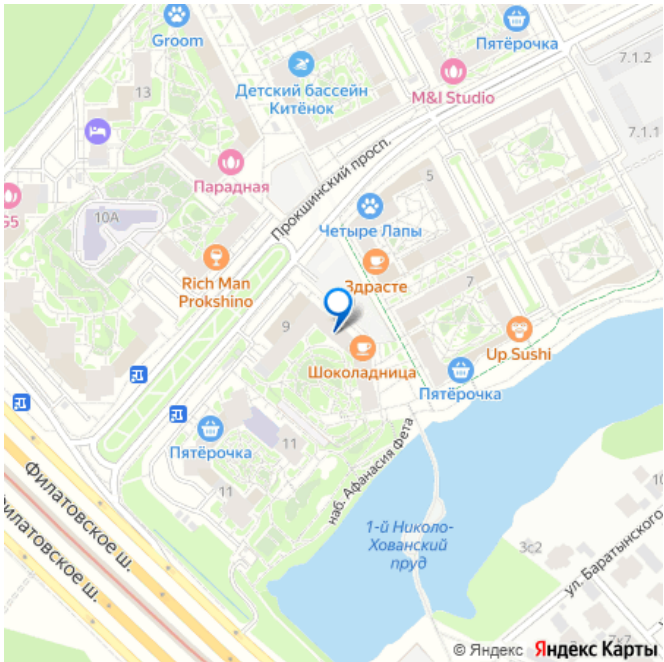 Groom
Пятёрочка
7.1.2
Детский бассейн
Китёнок
M&I Studio
13
7.1.1
Прокшинский просп.
Парадная
5
G5
10А
Четыре Лапы
Rich Man
Prokshino
Здрасте
7
9
Up Sushi
Шоколадница
Пятёрочка
Пятёрочка
11
11
наб. Афанасия Фета
Филатовское ш.
Филатовское ш.
1-й Николо-
Хованский
пруд
3с2
ул. Баратынского
7к7
© Яндекс
Яндекс Карты